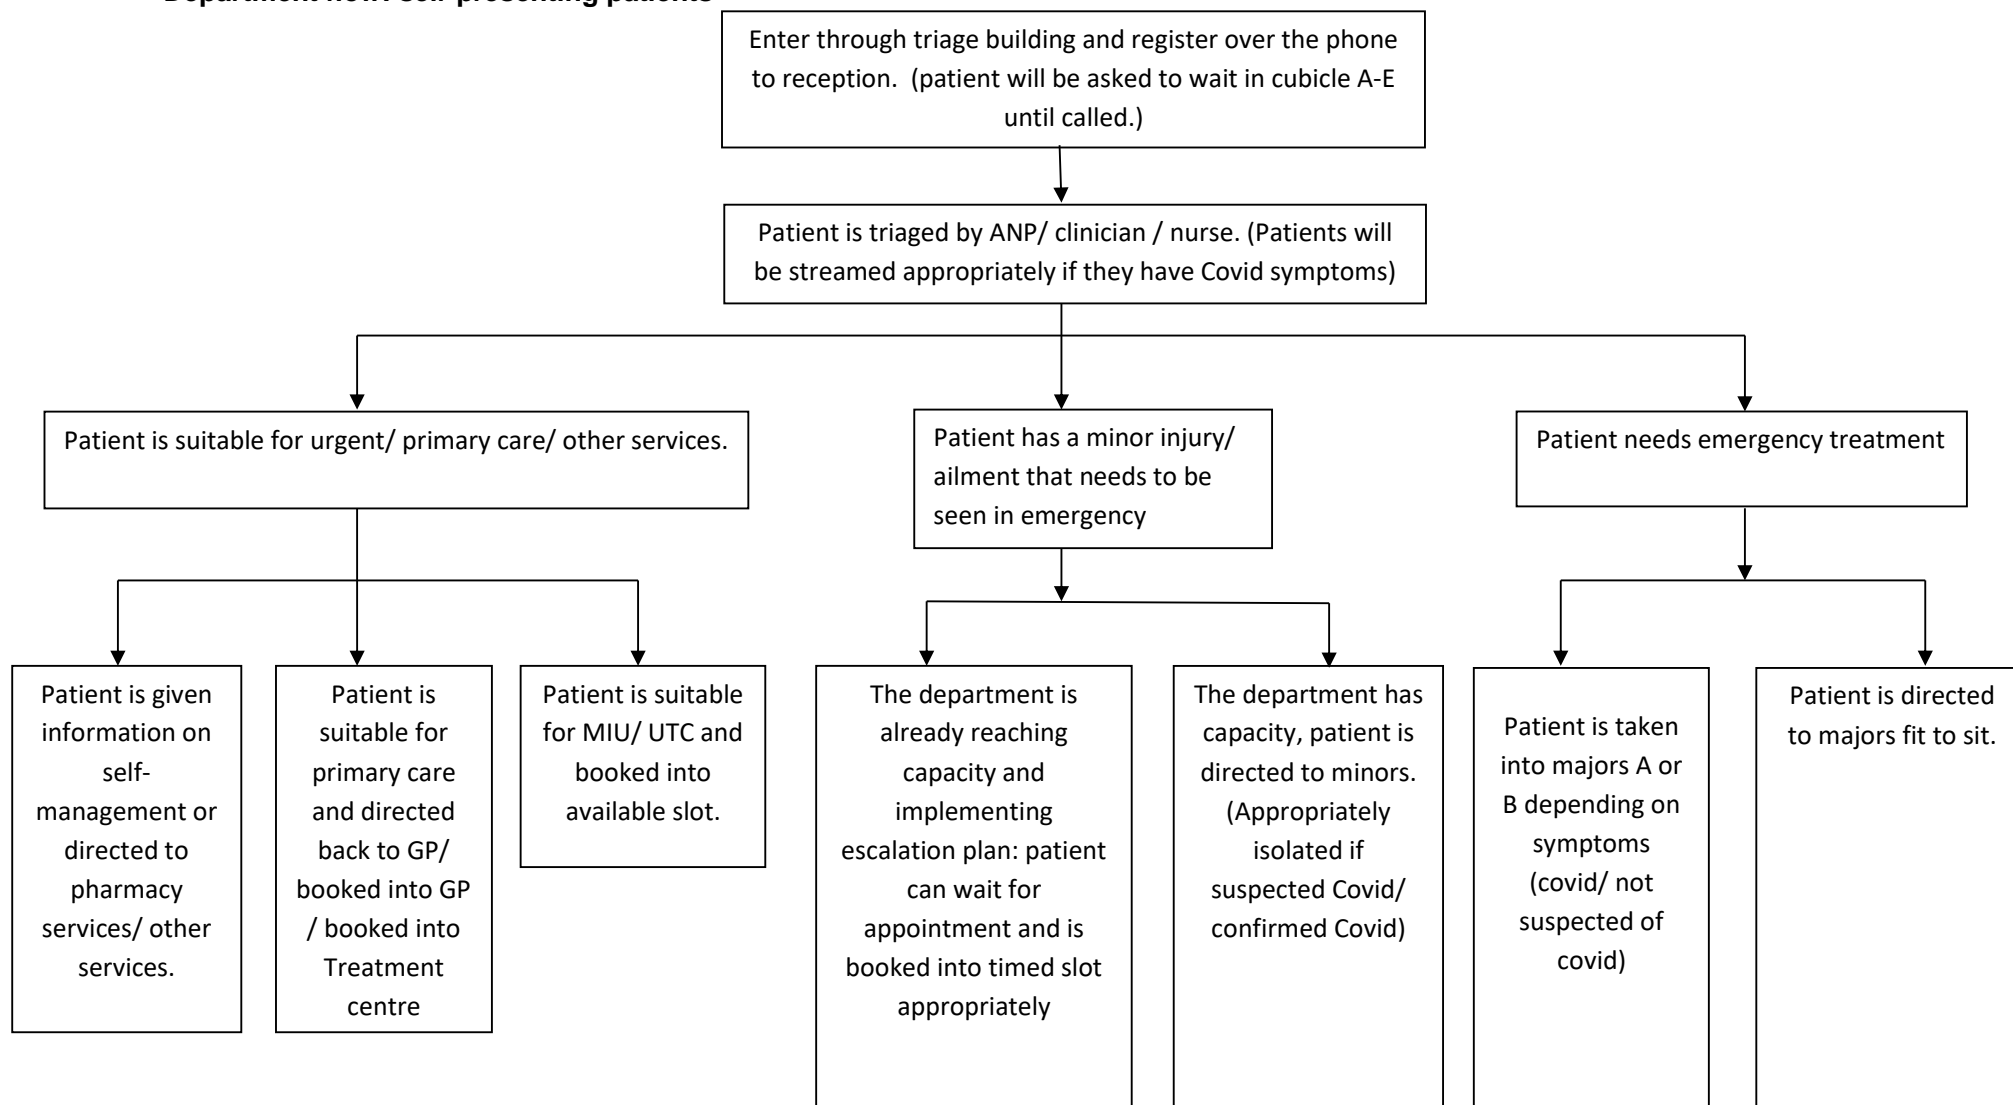 Department flow: self-presenting patients
Enter through triage building and register over the phone
to reception.  (patient will be asked to wait in cubicle A-E
until called.)
Patient is triaged by ANP/ clinician / nurse. (Patients will
be streamed appropriately if they have Covid symptoms)
Patient is suitable for urgent/ primary care/ other services.
Patient has a minor injury/
ailment that needs to be
seen in emergency
Patient needs emergency treatment
Patient is given
information on
self-
management or
directed to
pharmacy
services/ other
services.
Patient is
suitable for
primary care
and directed
back to GP/
booked into GP
/ booked into
Treatment
centre
Patient is suitable
for MIU/ UTC and
booked into
available slot.
The department is
already reaching
capacity and
implementing
escalation plan: patient
can wait for
appointment and is
booked into timed slot
appropriately
The department has
capacity, patient is
directed to minors.
(Appropriately
isolated if
suspected Covid/
confirmed Covid)
Patient is taken
into majors A or
B depending on
symptoms
(covid/ not
suspected of
covid)
Patient is directed
to majors fit to sit.